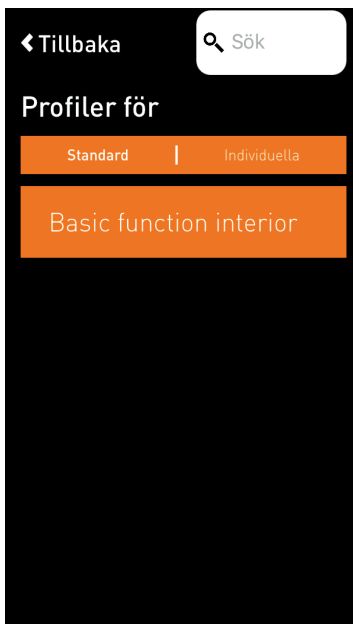 Tillbaka
Sök
Profiler för
Standard | Individuella
Basic function interior